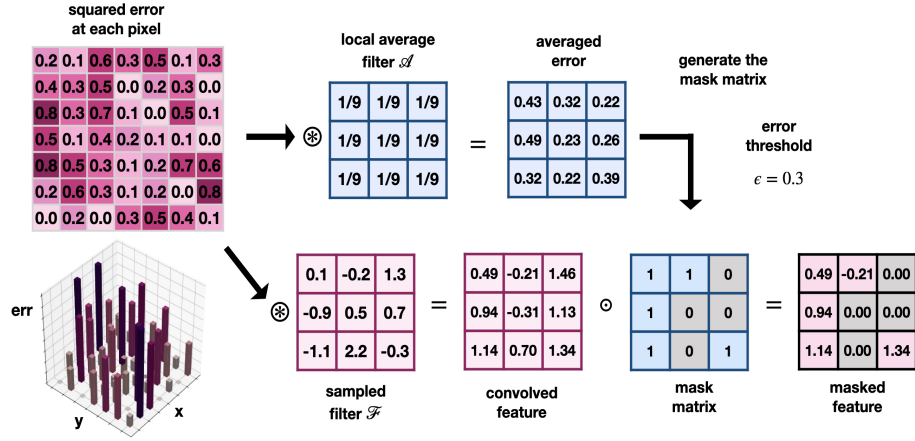 squared error
at each pixel
0.2 0.1 0.6 0.3 0.5 0.1 0.3
0.4 0.3 0.5 0.0 0.2 0.3 0.0
0.8 0.3 0.7 0.1 0.0 0.5 0.1
0.5 0.1 0.4 0.2 0.1 0.1 0.0
0.8 0.5 0.3 0.1 0.2 0.7 0.6
0.2 0.6 0.3 0.1 0.2 0.0 0.8
0.0 0.2 0.0 0.3 0.5 0.4 0.1
local average
filter 𝒜
⊛
1/9 1/9 1/9
1/9 1/9 1/9
1/9 1/9 1/9
=
averaged
error
0.43 0.32 0.22
0.49 0.23 0.26
0.32 0.22 0.39
generate the
mask matrix
error
threshold
ϵ = 0.3
err
y
x
⊛
0.1 -0.2 1.3
-0.9 0.5 0.7
-1.1 2.2 -0.3
sampled
filter ℱ
=
0.49 -0.21 1.46
0.94 -0.31 1.13
1.14 0.70 1.34
convolved
feature
⊙
1 1 0
1 0 0
1 0 1
mask
matrix
=
0.49 -0.21 0.00
0.94 0.00 0.00
1.14 0.00 1.34
masked
feature